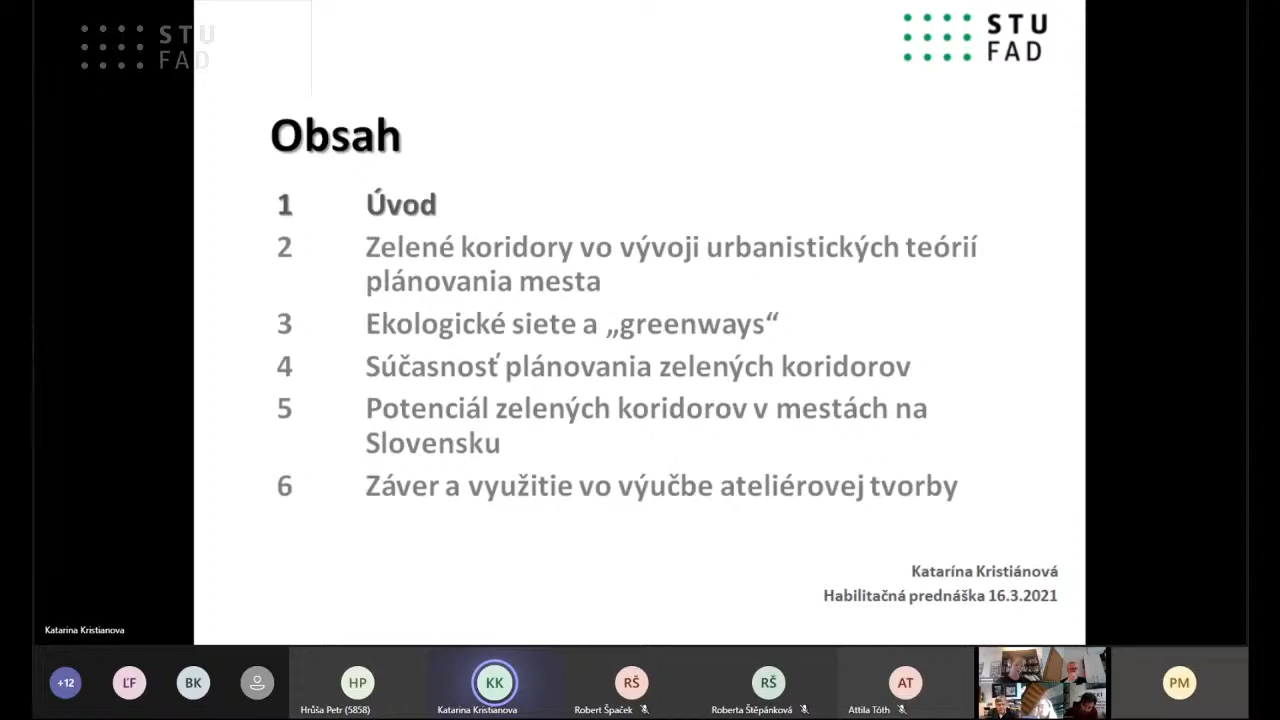 STU
FAD
STU
FAD
Obsah
1 Úvod
2 Zelené koridory vo vývoji urbanistických teórií
plánovania mesta
3 Ekologické siete a „greenways“
4 Súčasnosť plánovania zelených koridorov
5 Potenciál zelených koridorov v mestách na
Slovensku
6 Záver a využitie vo výučbe ateliérovej tvorby
Katarína Kristiánová
Habilitačná prednáška 16.3.2021
Katarina Kristianova
+12
ĽF
BK
HP
Hrůša Petr (5858)
KK
Katarina Kristianova
RŠ
Robert Špaček
RŠ
Roberta Štěpánková
AT
Attila Tóth
PM